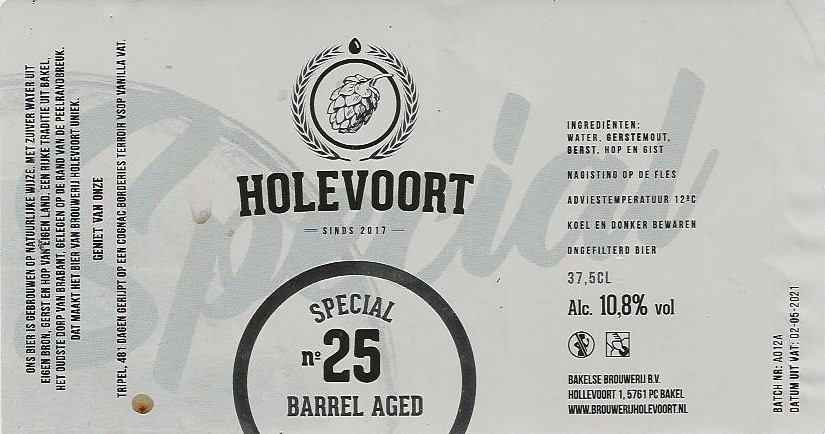 ONS BIER IS GEBROUWEN OP NATUURLIJKE WIJZE, MET ZUIVER WATER UIT
EIGEN BRON, GERST EN HOP VAN EIGEN LAND. EEN RIJKE TRADITIE UIT BAKEL,
HET OUDSTE DORP VAN BRABANT. GELEGEN OP DE RAND VAN DE PEELRANDBREUK.
DAT MAAKT HET BIER VAN BROUWERIJ HOLEVOORT UNIEK.
GENIET VAN ONZE
TRIPEL, 481 DAGEN GERIJPT OP EEN COGNAC BORDERIES TERROIR VSOP VANILLA VAT.
Special
HOLEVOORT
SINDS 2017
SPECIAL
nº 25
BARREL AGED
INGREDIËNTEN:
WATER, GERSTEMOUT,
GERST, HOP EN GIST
NAGISTING OP DE FLES
ADVIESTEMPERATUUR 12ºC
KOEL EN DONKER BEWAREN
ONGEFILTERD BIER
37,5CL
Alc. 10,8% vol
BAKELSE BROUWERIJ B.V.
HOLLEVOORT 1, 5761 PC BAKEL
WWW.BROUWERIJHOLEVOORT.NL
BATCH NR: A012A
DATUM UIT VAT: 02-05-2021